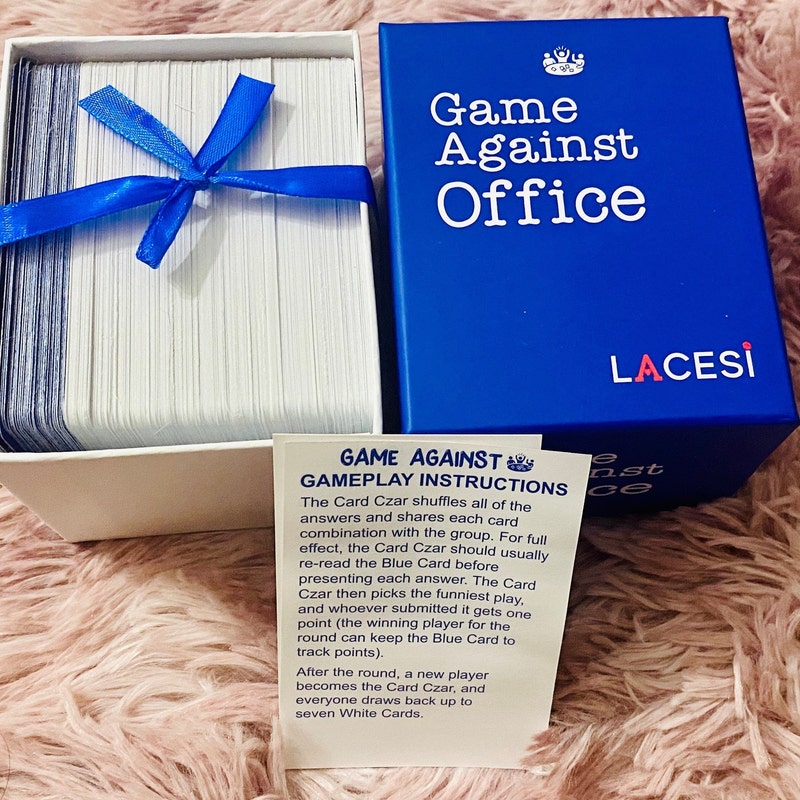 Game
Against
Office
LACESI
GAME AGAINST
GAMEPLAY INSTRUCTIONS
The Card Czar shuffles all of the
answers and shares each card
combination with the group. For full
effect, the Card Czar should usually
re-read the Blue Card before
presenting each answer. The Card
Czar then picks the funniest play,
and whoever submitted it gets one
point (the winning player for the
round can keep the Blue Card to
track points).
After the round, a new player
becomes the Card Czar, and
everyone draws back up to
seven White Cards.
Office